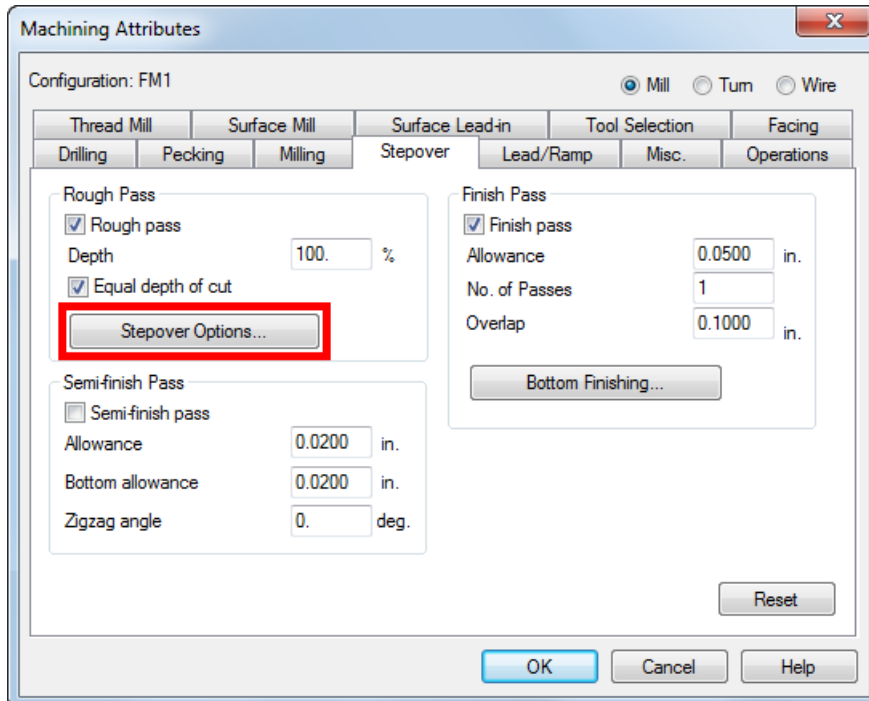 Machining Attributes
Configuration: FM1
Mill Turn Wire
Thread Mill Surface Mill Surface Lead-in Tool Selection Facing
Drilling Pecking Milling Stepover Lead/Ramp Misc. Operations
Rough Pass
Rough pass
Depth 100. %
Equal depth of cut
Stepover Options...
Semi-finish Pass
Semi-finish pass
Allowance 0.0200 in.
Bottom allowance 0.0200 in.
Zigzag angle 0. deg.
Finish Pass
Finish pass
Allowance 0.0500 in.
No. of Passes 1
Overlap 0.1000 in.
Bottom Finishing...
Reset
OK Cancel Help